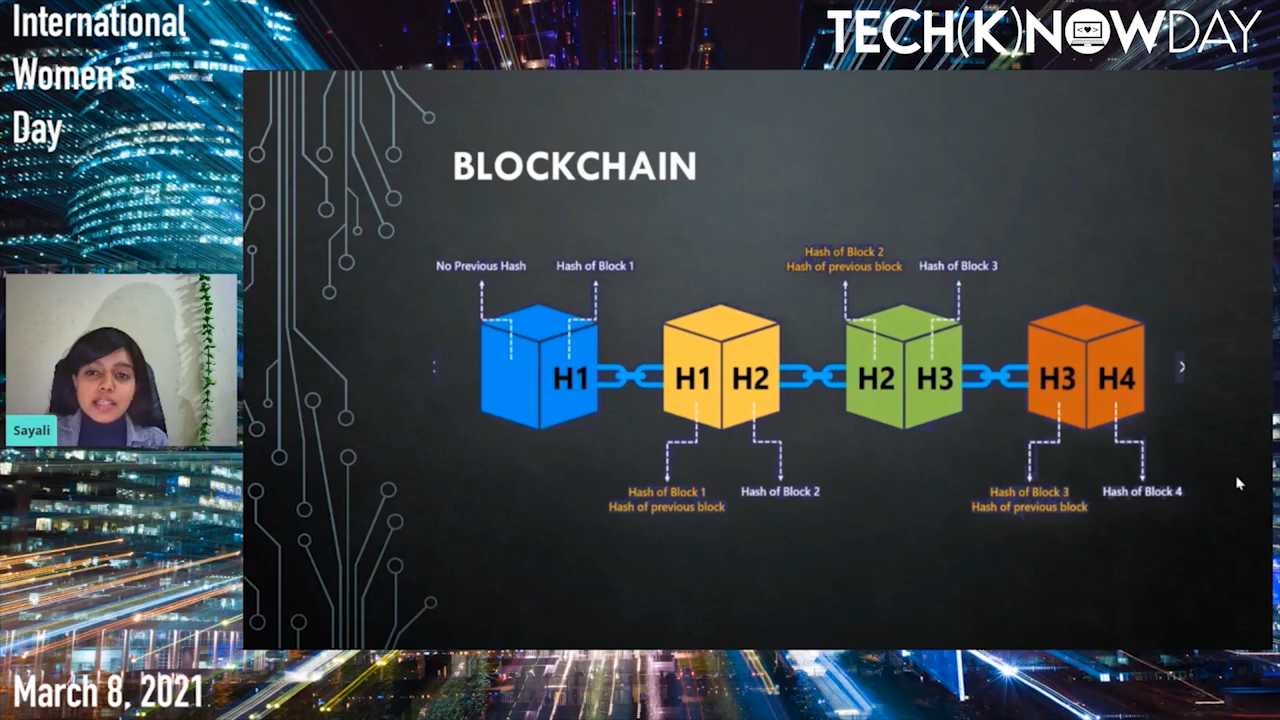 International
Women's
Day
TECH(K)NOWDAY
BLOCKCHAIN
No Previous Hash
Hash of Block 1
Hash of Block 2
Hash of previous block
Hash of Block 3
H1
H1 H2
H2 H3
H3 H4
Hash of Block 1
Hash of previous block
Hash of Block 2
Hash of Block 3
Hash of previous block
Hash of Block 4
Sayali
March 8, 2021